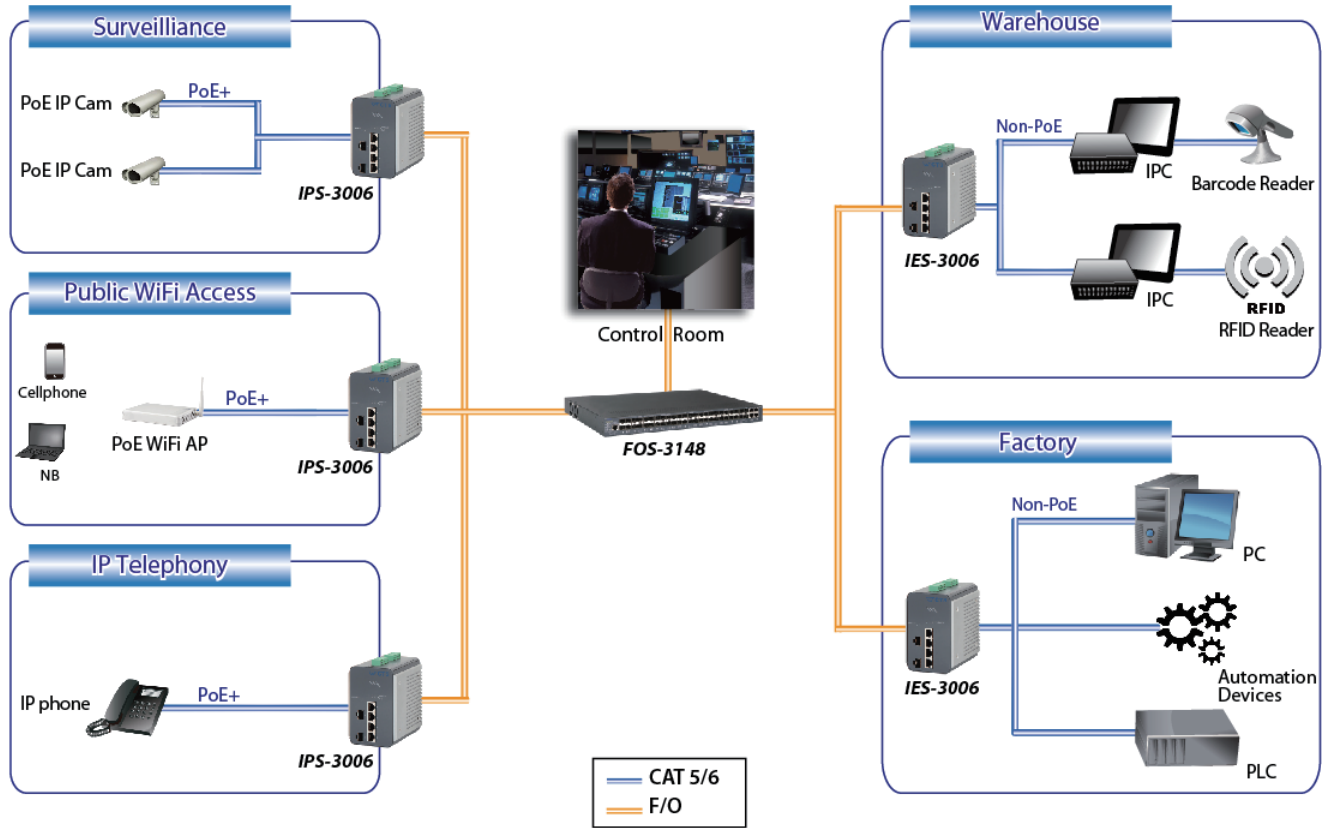 Surveilliance
PoE IP Cam
PoE+
PoE IP Cam
IPS-3006
Public WiFi Access
Cellphone
NB
PoE WiFi AP
PoE+
IPS-3006
IP Telephony
IP phone
PoE+
IPS-3006
Control Room
FOS-3148
CAT 5/6
F/O
Warehouse
Non-PoE
IPC
Barcode Reader
IES-3006
IPC
RFID
RFID Reader
Factory
Non-PoE
PC
IES-3006
Automation
Devices
PLC